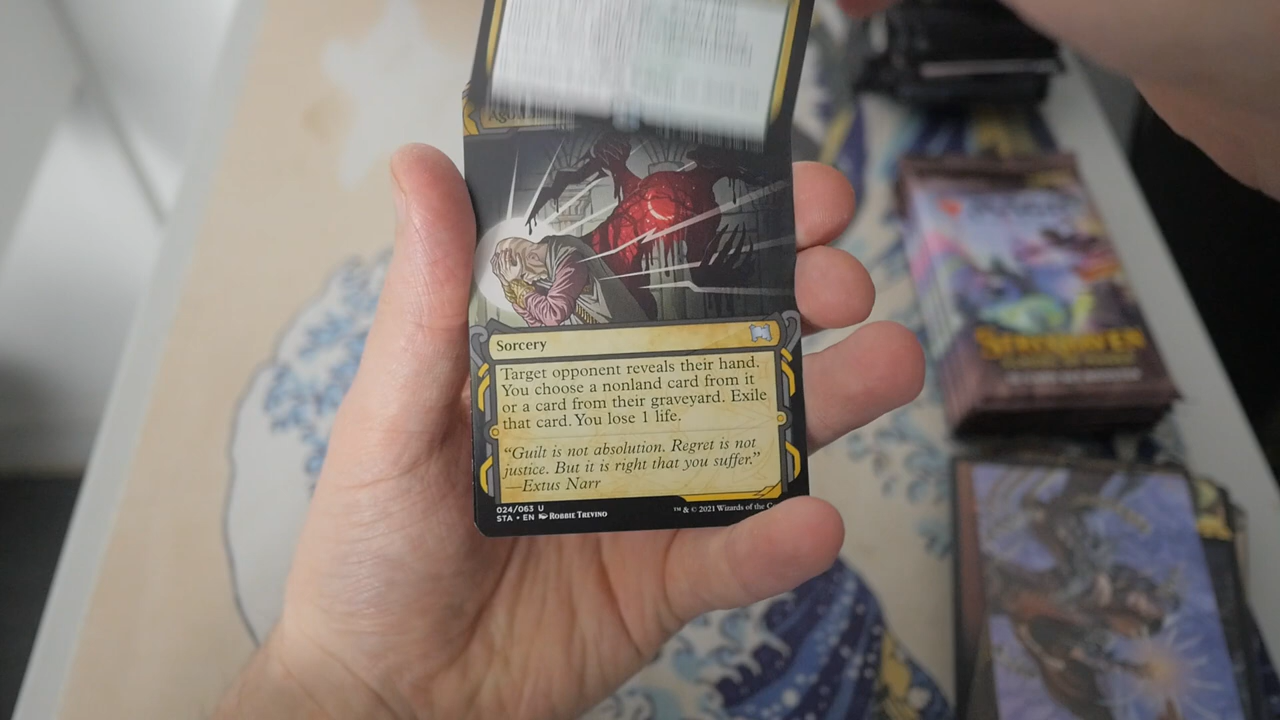 Sorcery
Target opponent reveals their hand.
You choose a nonland card from it
or a card from their graveyard. Exile
that card. You lose 1 life.
“Guilt is not absolution. Regret is not
justice. But it is right that you suffer.”
—Extus Narr
024/063 U
STA • EN ROBBIE TREVINO
™ & © 2021 Wizards of the
STRIXHAVEN